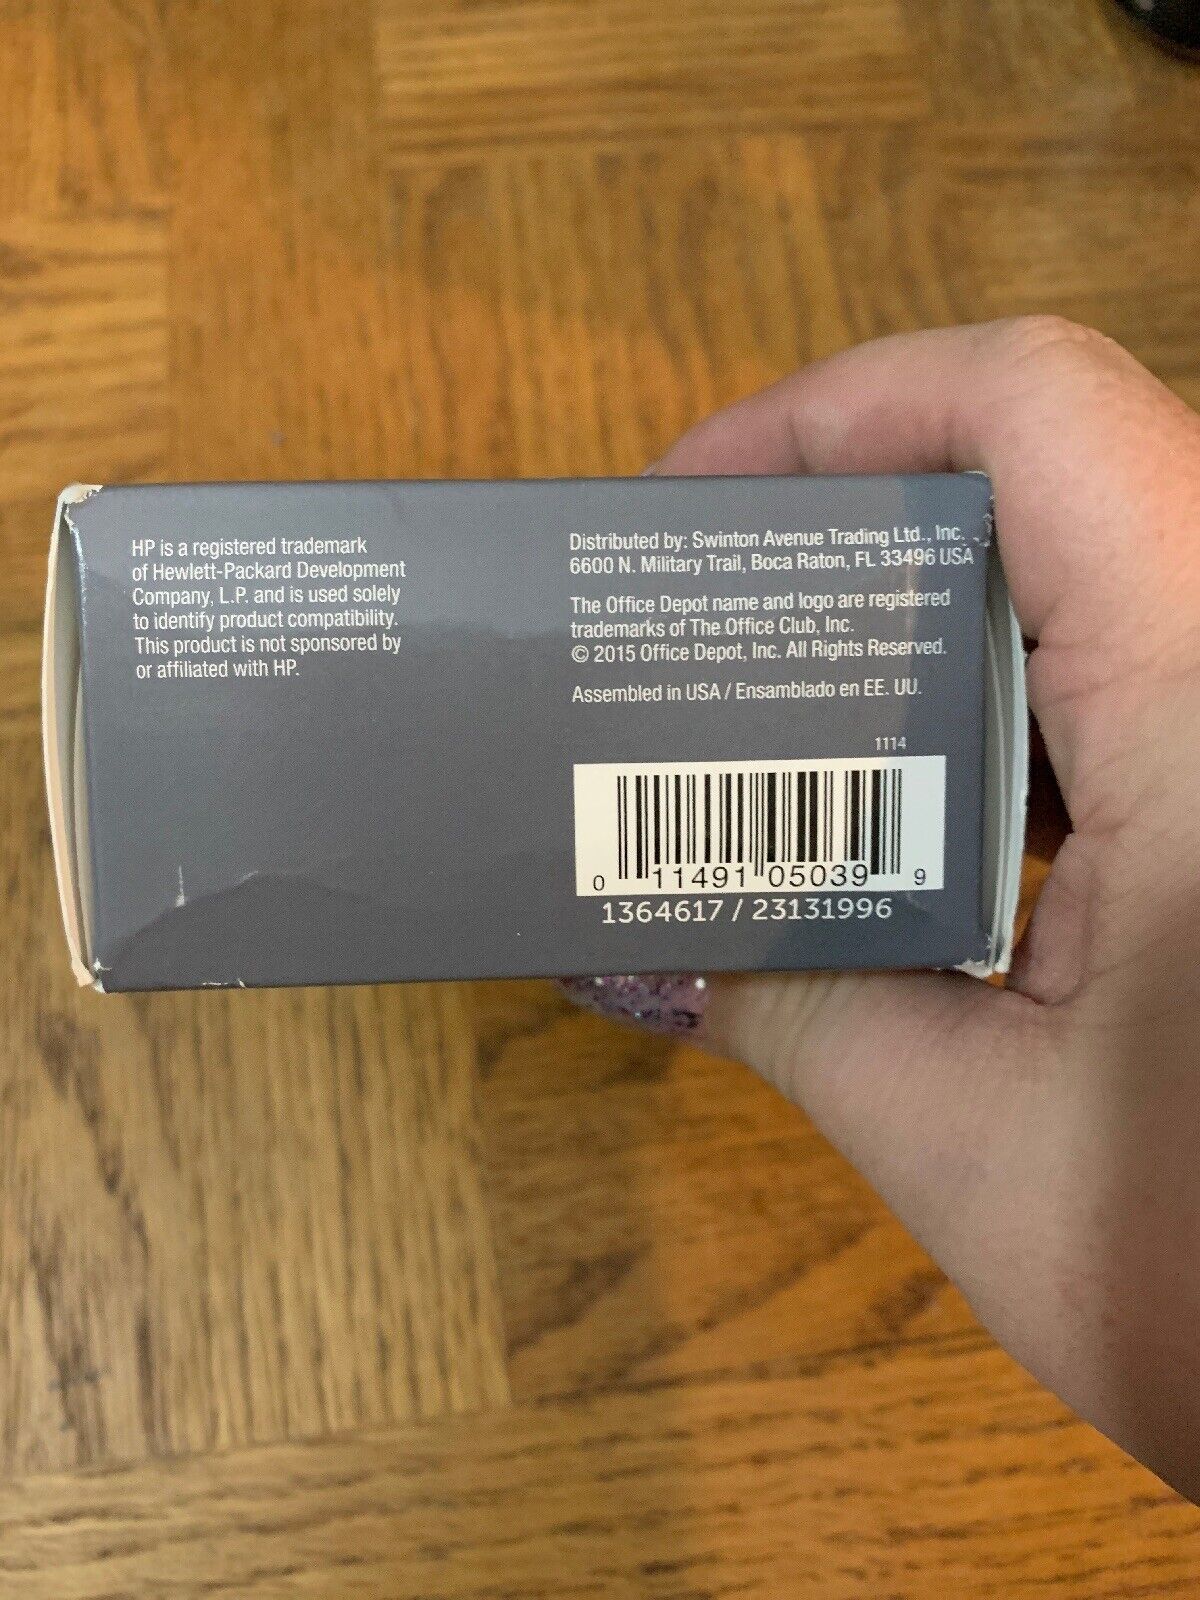 HP is a registered trademark
of Hewlett-Packard Development
Company, L.P. and is used solely
to identify product compatibility.
This product is not sponsored by
or affiliated with HP.
Distributed by: Swinton Avenue Trading Ltd., Inc.
6600 N. Military Trail, Boca Raton, FL 33496 USA
The Office Depot name and logo are registered
trademarks of The Office Club, Inc.
© 2015 Office Depot, Inc. All Rights Reserved.
Assembled in USA / Ensamblado en EE. UU.
1114
0 11491 05039 9
1364617 / 23131996